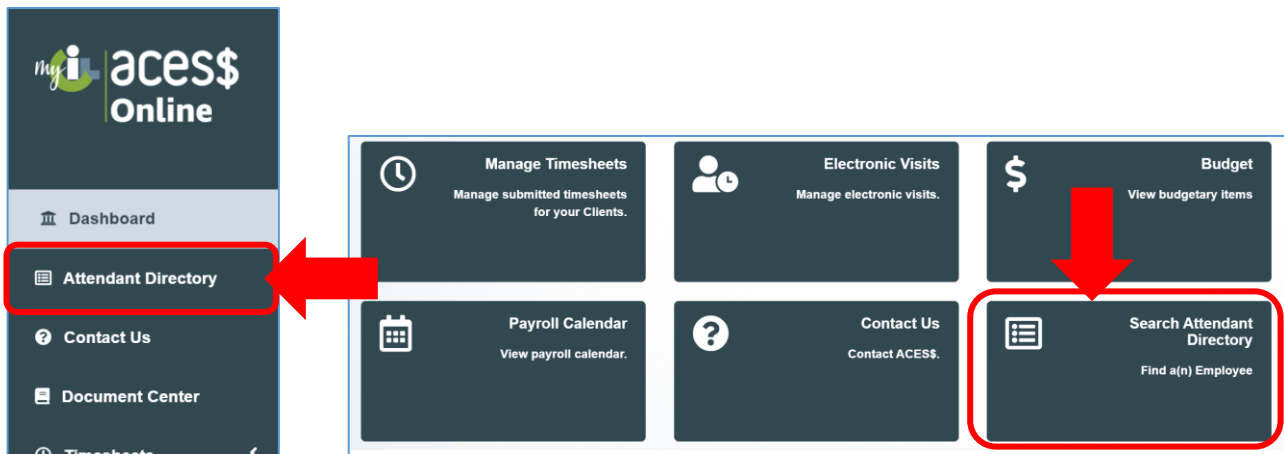 my iL aces$
Online
Dashboard
Attendant Directory
Contact Us
Document Center
Timesheets
Manage Timesheets
Manage submitted timesheets
for your Clients.
Electronic Visits
Manage electronic visits.
$
Budget
View budgetary items
Payroll Calendar
View payroll calendar.
Contact Us
Contact ACES$.
Search Attendant
Directory
Find a(n) Employee